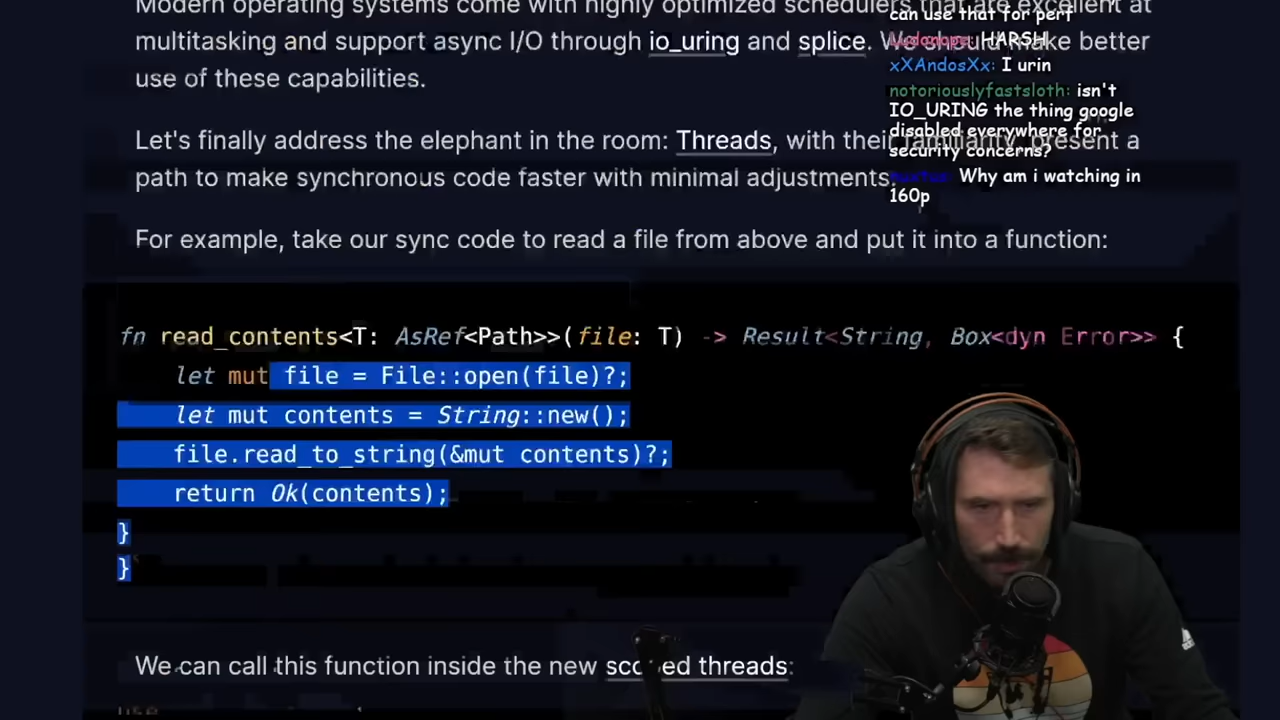 Modern operating systems come with highly optimized schedulers that are excellent at
multitasking and support async I/O through io_uring and splice. We should make better
use of these capabilities.
Let's finally address the elephant in the room: Threads, with their familiarity, present a
path to make synchronous code faster with minimal adjustments.
For example, take our sync code to read a file from above and put it into a function:
fn read_contents<T: AsRef<Path>>(file: T) -> Result<String, Box<dyn Error>> {
let mut file = File::open(file)?;
let mut contents = String::new();
file.read_to_string(&mut contents)?;
return Ok(contents);
}
}
We can call this function inside the new scoped threads:
use
can use that for perf
HARSH
xXAndosXx: I urin
notoriouslyfastsloth: isn't
IO_URING the thing google
disabled everywhere for
security concerns?
Why am i watching in
160p